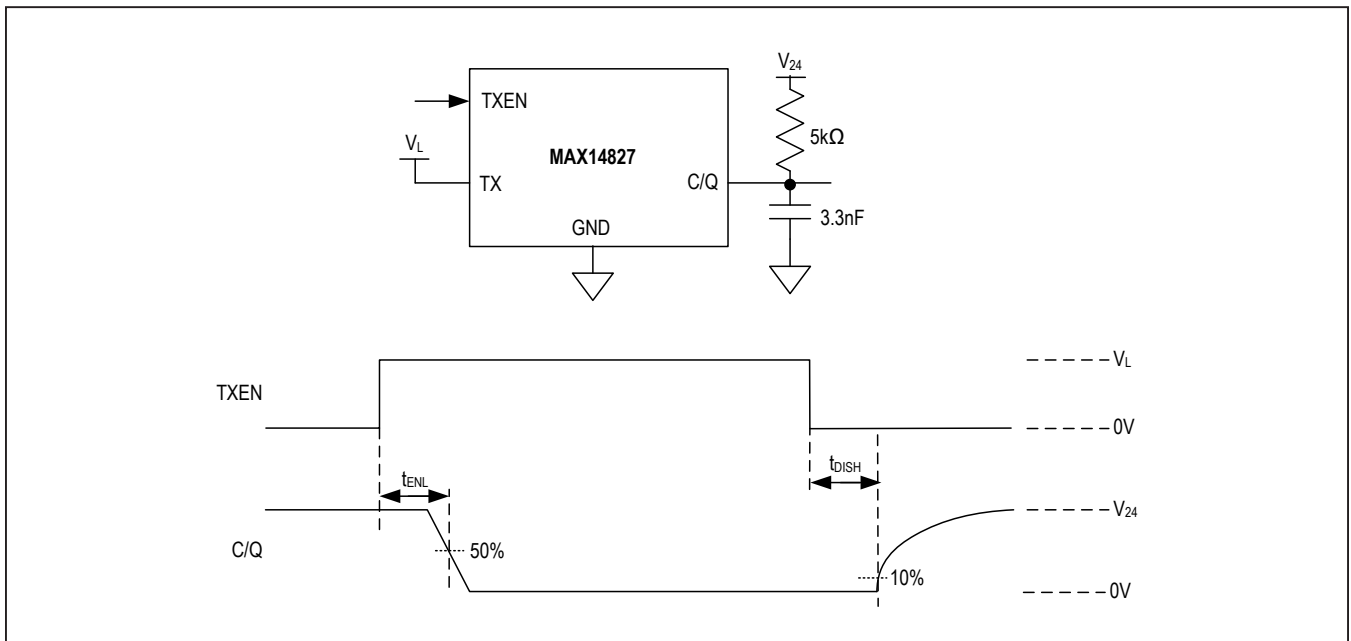 V24
TXEN
5kΩ
VL
MAX14827
TX
C/Q
3.3nF
GND
VL
TXEN
0V
tENL
tDISH
V24
C/Q
50%
10%
0V